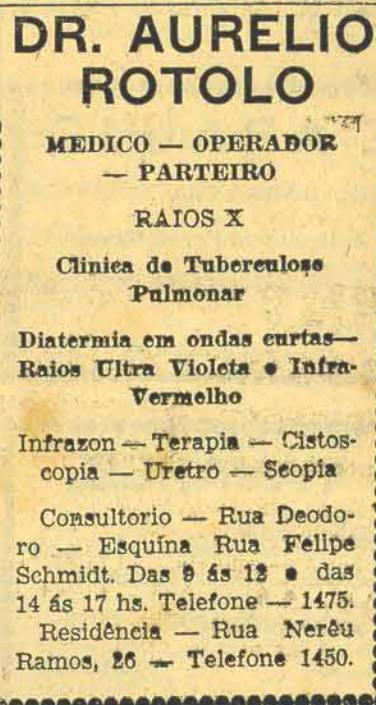 DR. AURELIO
ROTOLO
MEDICO — OPERADOR
— PARTEIRO
RAIOS X
Clinica de Tuberculose
Pulmonar
Diatermia em ondas curtas—
Raios Ultra Violeta e Infra-
Vermelho
Infrazon — Terapia — Cistos-
copia — Uretro — Scopia
Consultorio — Rua Deodo-
ro — Esquína Rua Felipe
Schmidt. Das 9 ás 12 e das
14 ás 17 hs. Telefone — 1475.
Residência — Rua Nerêu
Ramos, 26 — Telefone 1450.